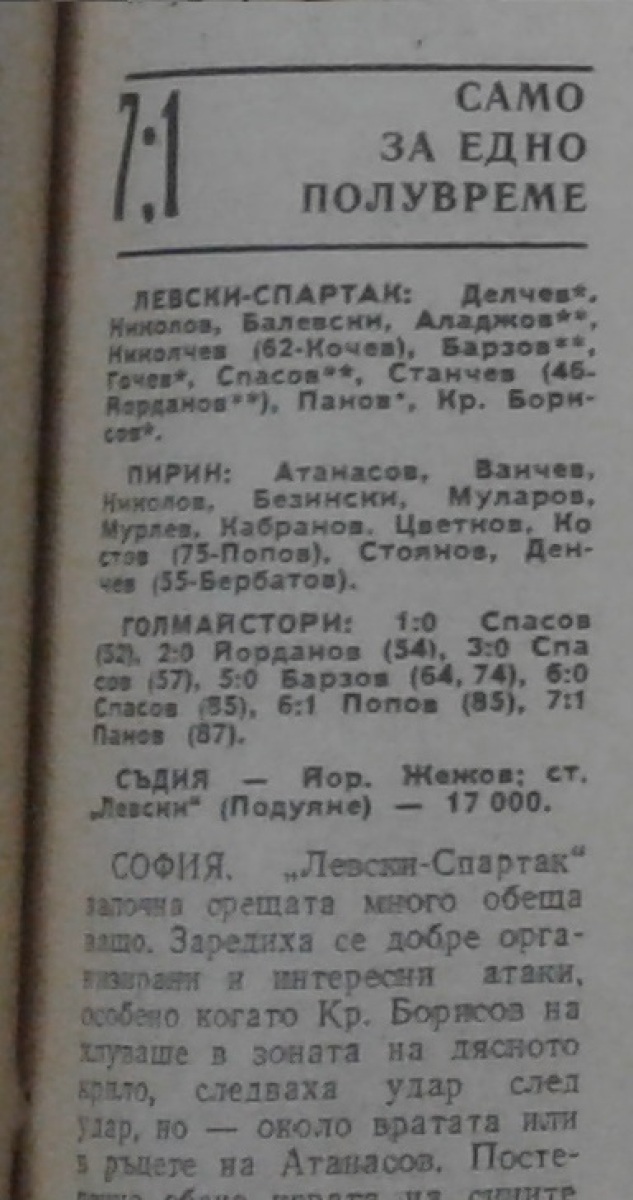 7:1
САМО
ЗА ЕДНО
ПОЛУВРЕМЕ
ЛЕВСКИ-СПАРТАК: Делчев*,
Николов, Балевски, Аладжов**,
Николчев (62-Кочев), Барзов**,
Гочев*, Спасов**, Станчев (46-
Йорданов**), Панов*, Кр. Бори-
сов*.
ПИРИН: Атанасов, Ванчев,
Николов, Безински, Муларов,
Мурлев, Кабранов, Цветков, Ко
стов (75-Попов), Стоянов, Ден-
чев (55-Бербатов).
ГОЛМАЙСТОРИ: 1:0 Спасов
(52), 2:0 Йорданов (54), 3:0 Спа
сов (57), 5:0 Барзов (64, 74), 6:0
Спасов 6:1 Попов (85), 7:1
Панов (87).
СЪДИЯ — Йор. Жежов; ст.
„Левски“ (Подуяне) — 17 000.
СОФИЯ. „Левски-Спартак“
започна срещата много обеща
ващо. Заредиха се добре орга-
низирани и интересни атаки,
особено когато Кр. Борисов на
хлуваше в зоната на дясното
крило, следваха удар след
удар, но — около вратата или
в ръцете на Атанасов. Посте-
играта на сините